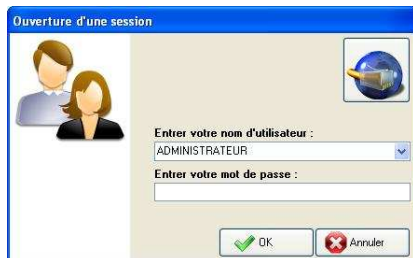 Ouverture d'une session
Entrer votre nom d'utilisateur :
ADMINISTRATEUR
Entrer votre mot de passe :
OK
Annuler